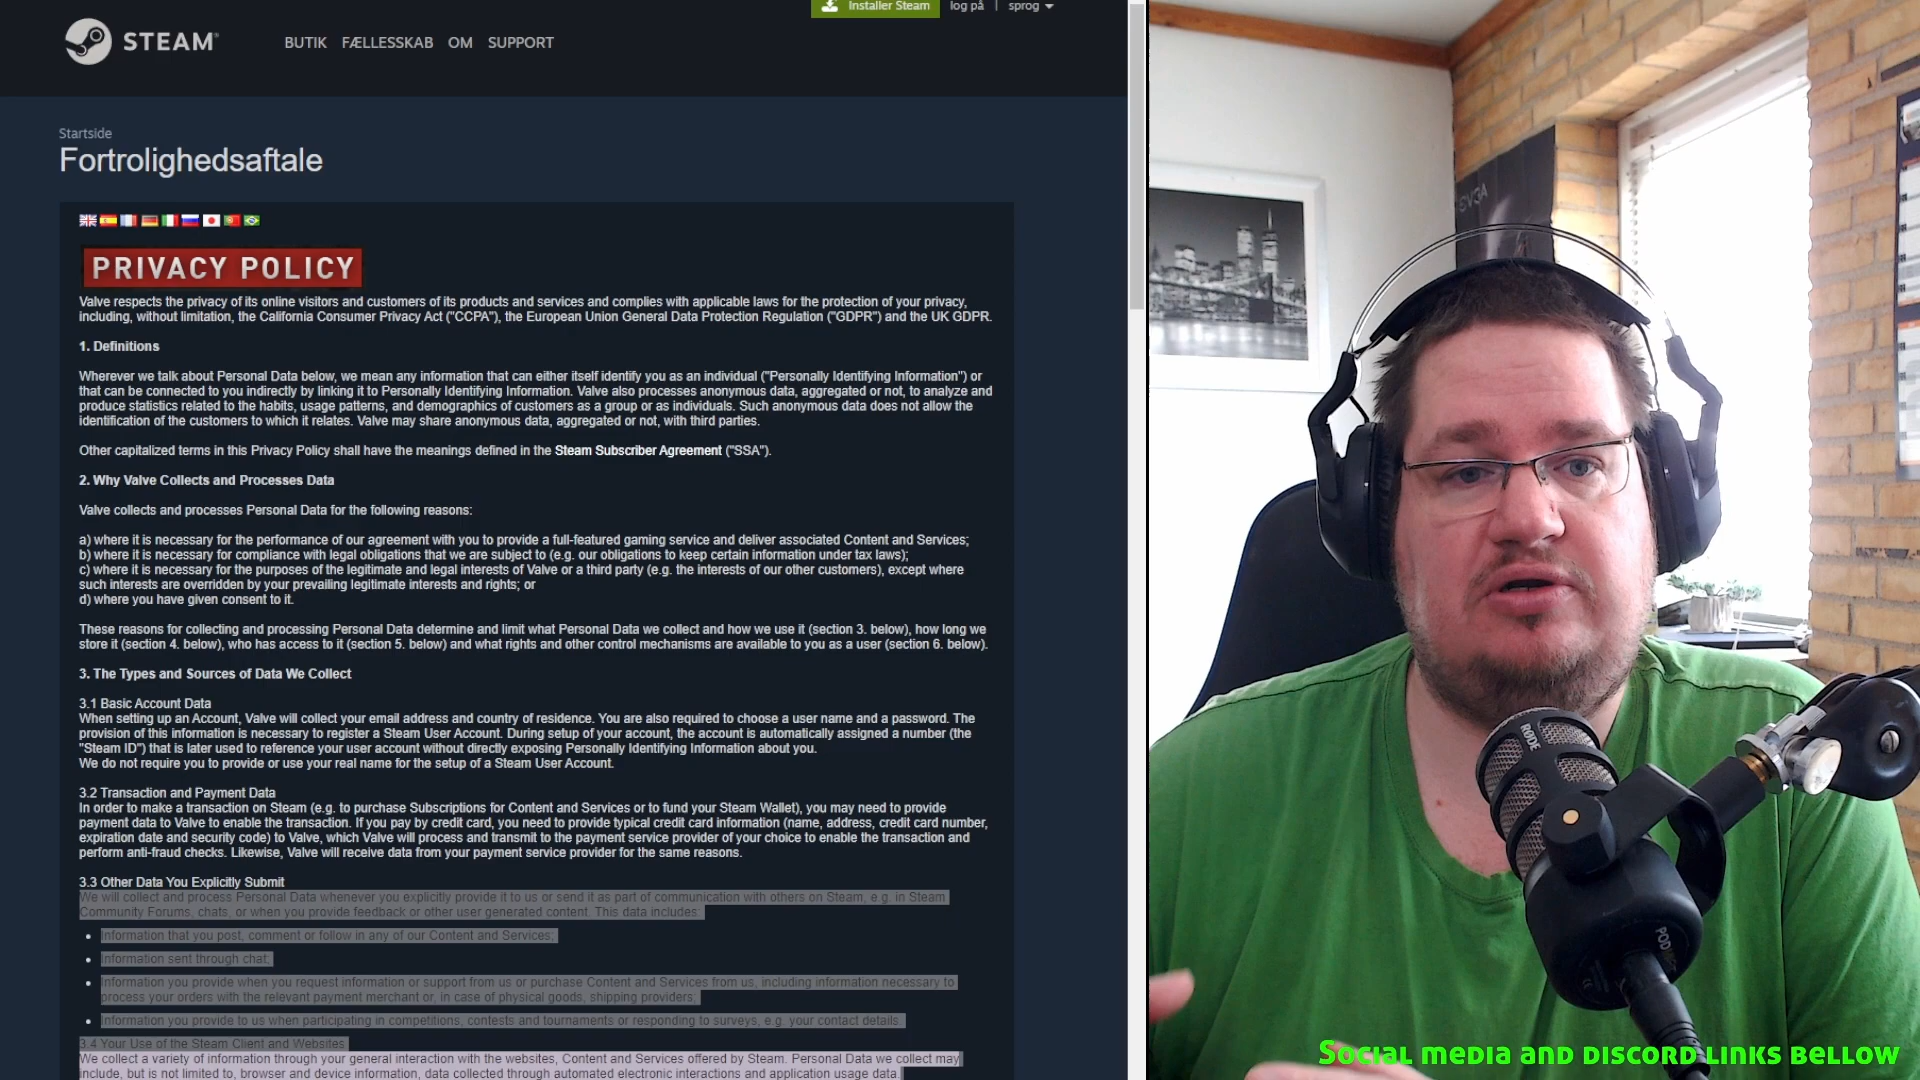 Installer Steam
log på | sprog
STEAM
BUTIK FÆLLESSKAB OM SUPPORT
Startside
Fortrolighedsaftale
PRIVACY POLICY
Valve respects the privacy of its online visitors and customers of its products and services and complies with applicable laws for the protection of your privacy,
including, without limitation, the California Consumer Privacy Act ("CCPA"), the European Union General Data Protection Regulation ("GDPR") and the UK GDPR.
1. Definitions
Wherever we talk about Personal Data below, we mean any information that can either itself identify you as an individual ("Personally Identifying Information") or
that can be connected to you indirectly by linking it to Personally Identifying Information. Valve also processes anonymous data, aggregated or not, to analyze and
produce statistics related to the habits, usage patterns, and demographics of customers as a group or as individuals. Such anonymous data does not allow the
identification of the customers to which it relates. Valve may share anonymous data, aggregated or not, with third parties.
Other capitalized terms in this Privacy Policy shall have the meanings defined in the Steam Subscriber Agreement ("SSA").
2. Why Valve Collects and Processes Data
Valve collects and processes Personal Data for the following reasons:
a) where it is necessary for the performance of our agreement with you to provide a full-featured gaming service and deliver associated Content and Services;
b) where it is necessary for compliance with legal obligations that we are subject to (e.g. our obligations to keep certain information under tax laws);
c) where it is necessary for the purposes of the legitimate and legal interests of Valve or a third party (e.g. the interests of our other customers), except where
such interests are overridden by your prevailing legitimate interests and rights; or
d) where you have given consent to it.
These reasons for collecting and processing Personal Data determine and limit what Personal Data we collect and how we use it (section 3. below), how long we
store it (section 4. below), who has access to it (section 5. below) and what rights and other control mechanisms are available to you as a user (section 6. below).
3. The Types and Sources of Data We Collect
3.1 Basic Account Data
When setting up an Account, Valve will collect your email address and country of residence. You are also required to choose a user name and a password. The
provision of this information is necessary to register a Steam User Account. During setup of your account, the account is automatically assigned a number (the
"Steam ID") that is later used to reference your user account without directly exposing Personally Identifying Information about you.
We do not require you to provide or use your real name for the setup of a Steam User Account.
3.2 Transaction and Payment Data
In order to make a transaction on Steam (e.g. to purchase Subscriptions for Content and Services or to fund your Steam Wallet), you may need to provide
payment data to Valve to enable the transaction. If you pay by credit card, you need to provide typical credit card information (name, address, credit card number,
expiration date and security code) to Valve, which Valve will process and transmit to the payment service provider of your choice to enable the transaction and
perform anti-fraud checks. Likewise, Valve will receive data from your payment service provider for the same reasons.
3.3 Other Data You Explicitly Submit
We will collect and process Personal Data whenever you explicitly provide it to us or send it as part of communication with others on Steam, e.g. in Steam
Community Forums, chats, or when you provide feedback or other user generated content. This data includes:
• Information that you post, comment or follow in any of our Content and Services;
• Information sent through chat;
• Information you provide when you request information or support from us or purchase Content and Services from us, including information necessary to
process your orders with the relevant payment merchant or, in case of physical goods, shipping providers;
• Information you provide to us when participating in competitions, contests and tournaments or responding to surveys, e.g. your contact details.
3.4 Your Use of the Steam Client and Websites
We collect a variety of information through your general interaction with the websites, Content and Services offered by Steam. Personal Data we collect may
include, but is not limited to, browser and device information, data collected through automated electronic interactions and application usage data.
EVGA
RØDE
Social media and discord links bellow